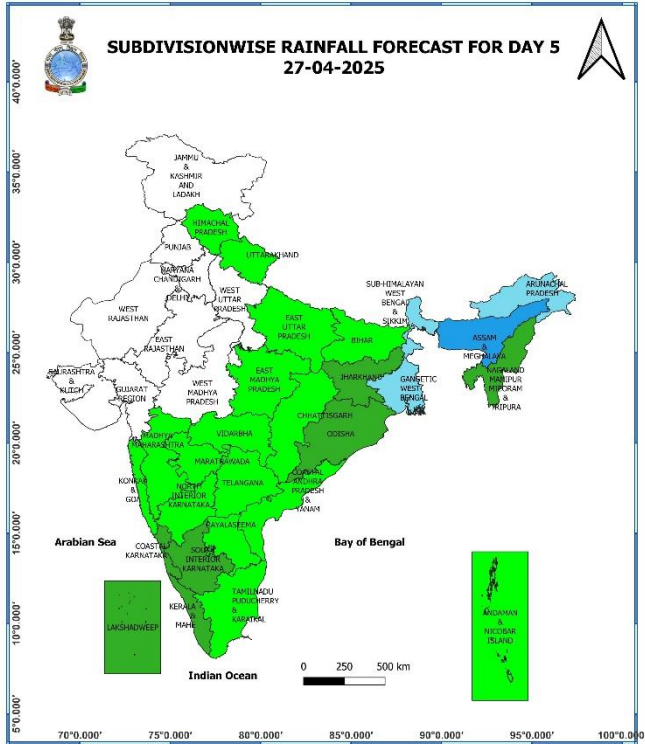 SUBDIVISIONWISE RAINFALL FORECAST FOR DAY 5
27-04-2025
40°0.000'
35°0.000'
30°0.000'
25°0.000'
20°0.000'
15°0.000'
10°0.000'
5°0.000'
JAMMU
&
KASHMIR
AND
LADAKH
HIMACHAL
PRADESH
PUNJAB
UTTARAKHAND
HARYANA
CHANDIGARH
&
DELHI
WEST
UTTAR
PRADESH
WEST
RAJASTHAN
EAST
RAJASTHAN
EAST
UTTAR
PRADESH
BIHAR
SUB-HIMALAYAN
WEST
BENGAL
&
SIKKIM
ARUNACHAL
PRADESH
ASSAM
&
MEGHALAYA
NAGALAND
MANIPUR
MIZORAM
&
TRIPURA
SAURASHTRA
&
KUTCH
GUJARAT
REGION
WEST
MADHYA
PRADESH
EAST
MADHYA
PRADESH
JHARKHAND
GANGETIC
WEST
BENGAL
CHHATTISGARH
ODISHA
MADHYA
MAHARASHTRA
VIDARBHA
MARATHWADA
KONKAN
&
GOA
NORTH
INTERIOR
KARNATAKA
TELANGANA
COASTAL
ANDHRA
PRADESH
&
YANAM
RAYALASEEMA
COASTAL
KARNATAKA
SOUTH
INTERIOR
KARNATAKA
KERALA
&
MAHE
TAMILNADU
PUDUCHERRY
&
KARAIKAL
LAKSHADWEEP
ANDAMAN
&
NICOBAR
ISLAND
Arabian Sea
Bay of Bengal
Indian Ocean
0 250 500 km
70°0.000' 75°0.000' 80°0.000' 85°0.000' 90°0.000' 95°0.000' 100°0.000'